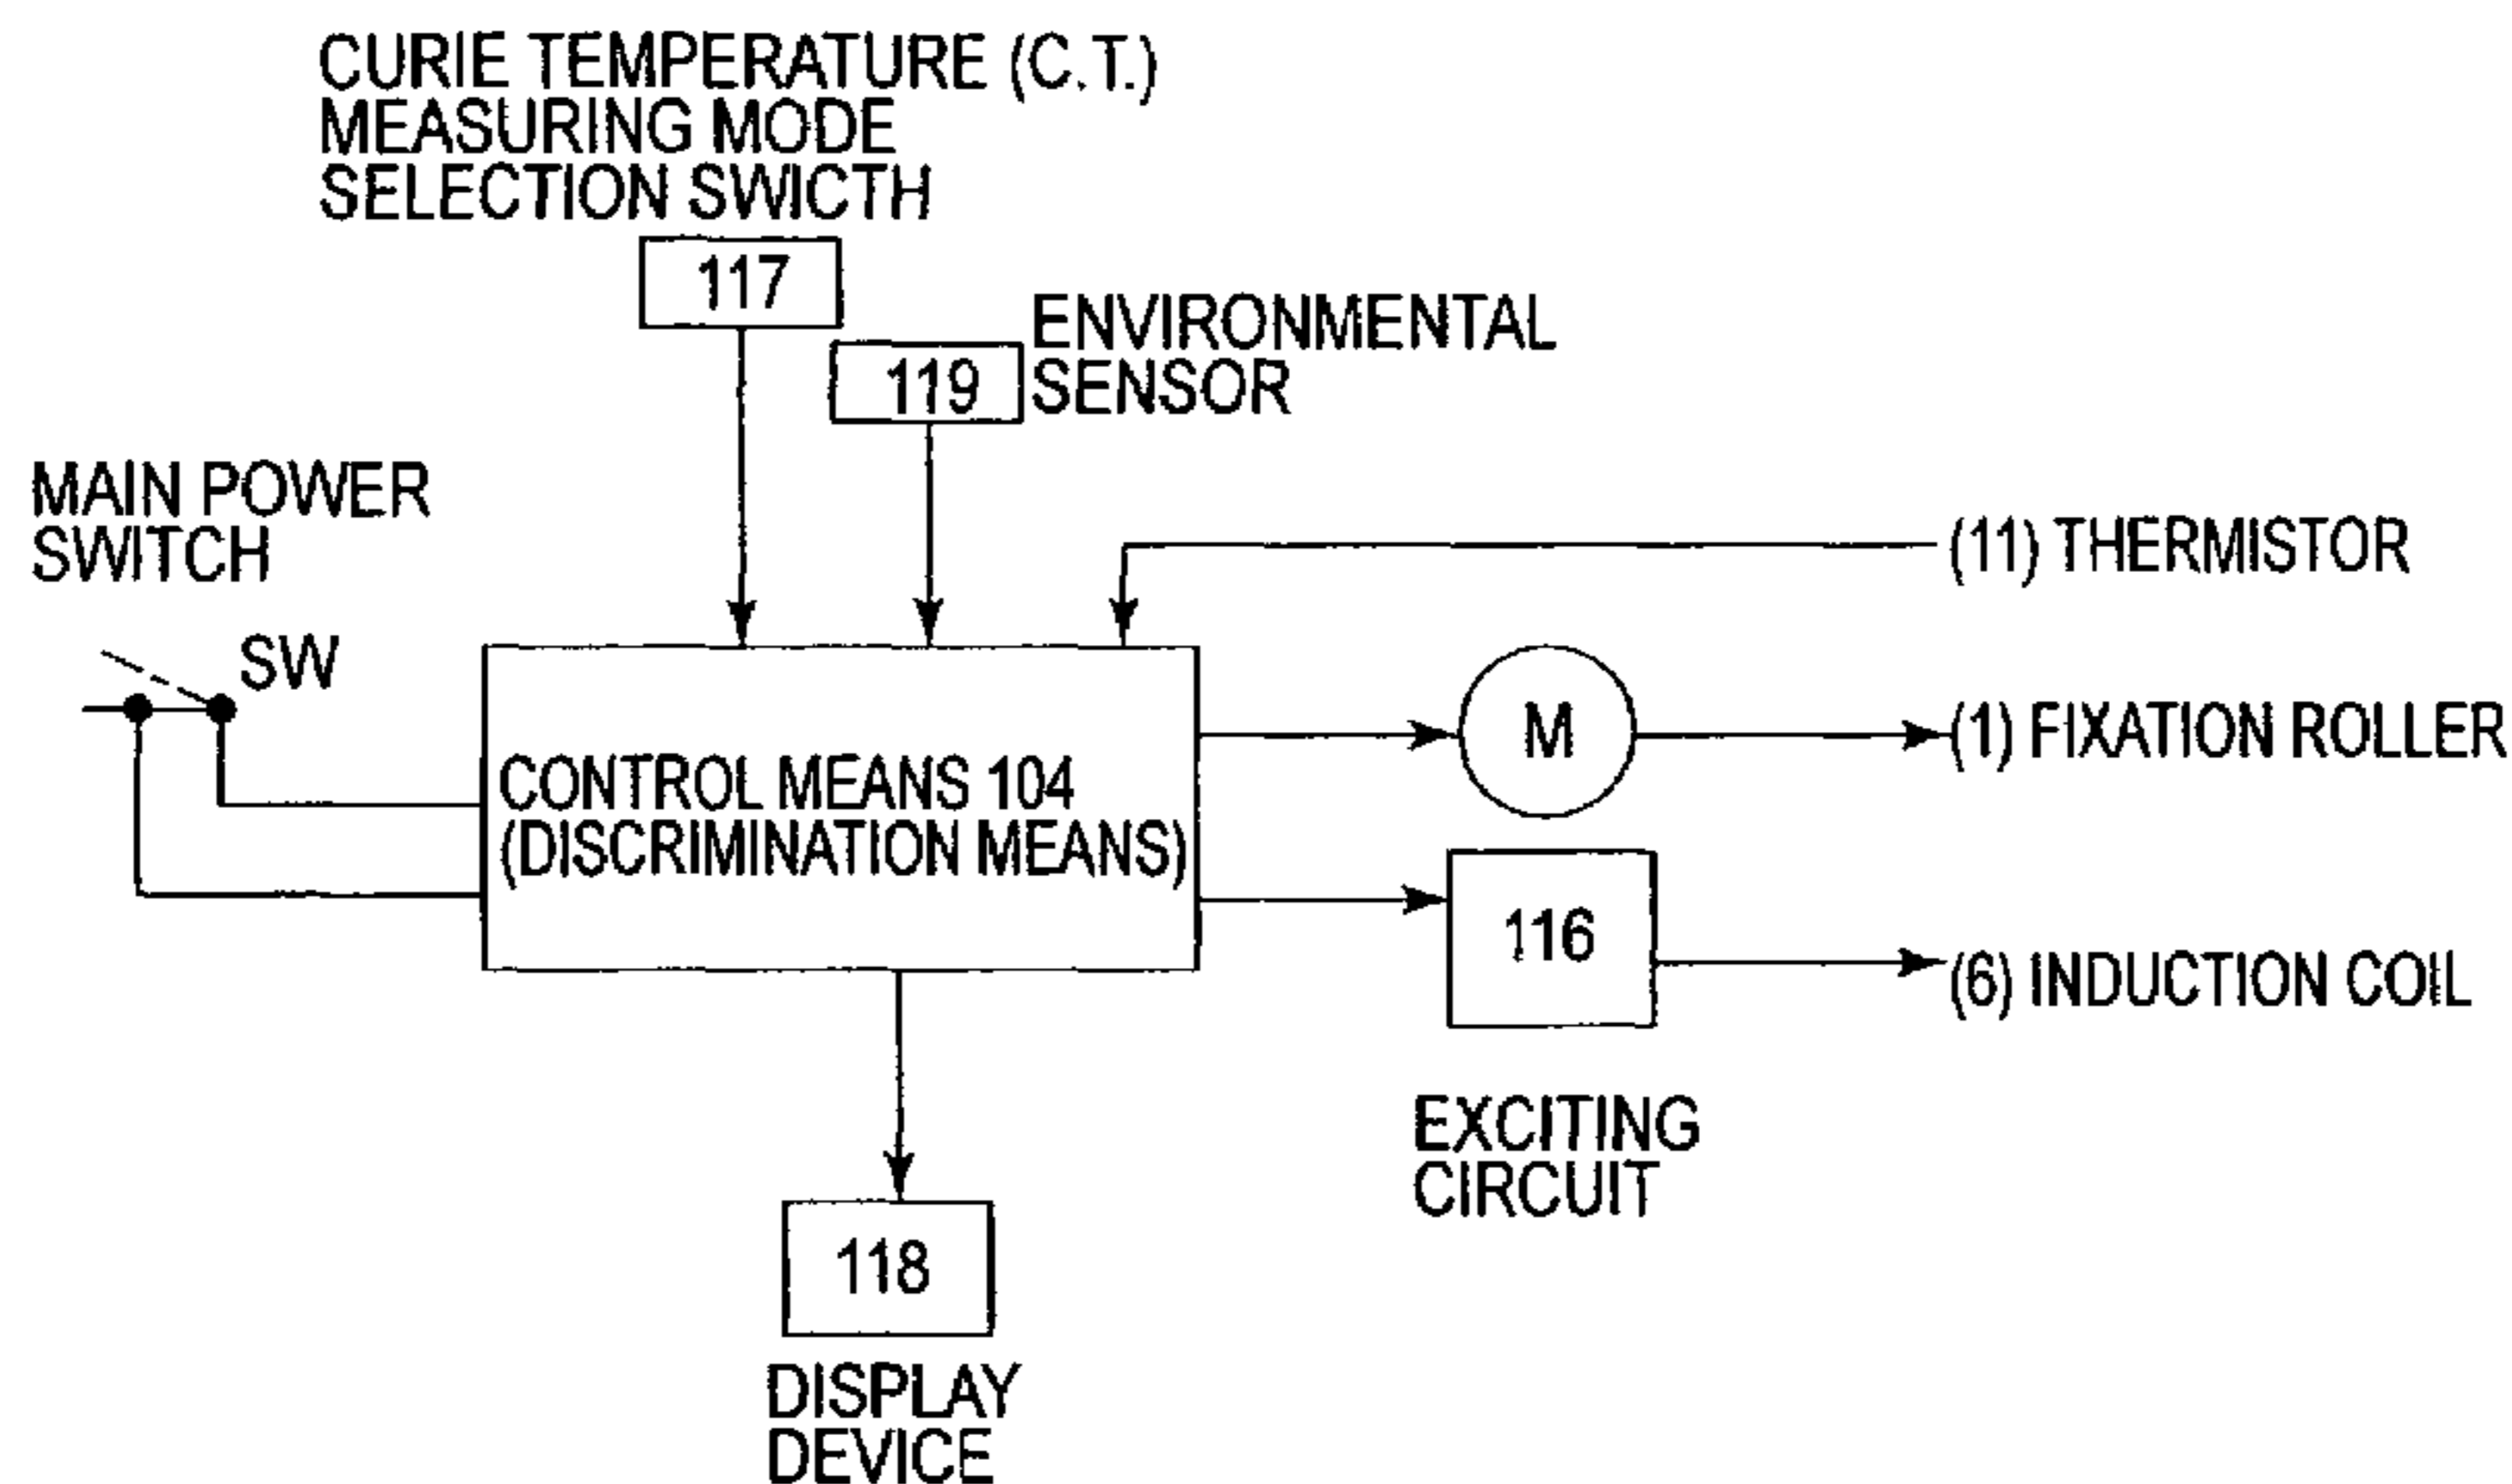 CURIE TEMPERATURE (C.T.)
MEASURING MODE
SELECTION SWICTH
117
ENVIRONMENTAL
SENSOR
119
MAIN POWER
SWITCH
SW
(11) THERMISTOR
CONTROL MEANS 104
(DISCRIMINATION MEANS)
M
(1) FIXATION ROLLER
116
(6) INDUCTION COIL
EXCITING
CIRCUIT
118
DISPLAY
DEVICE